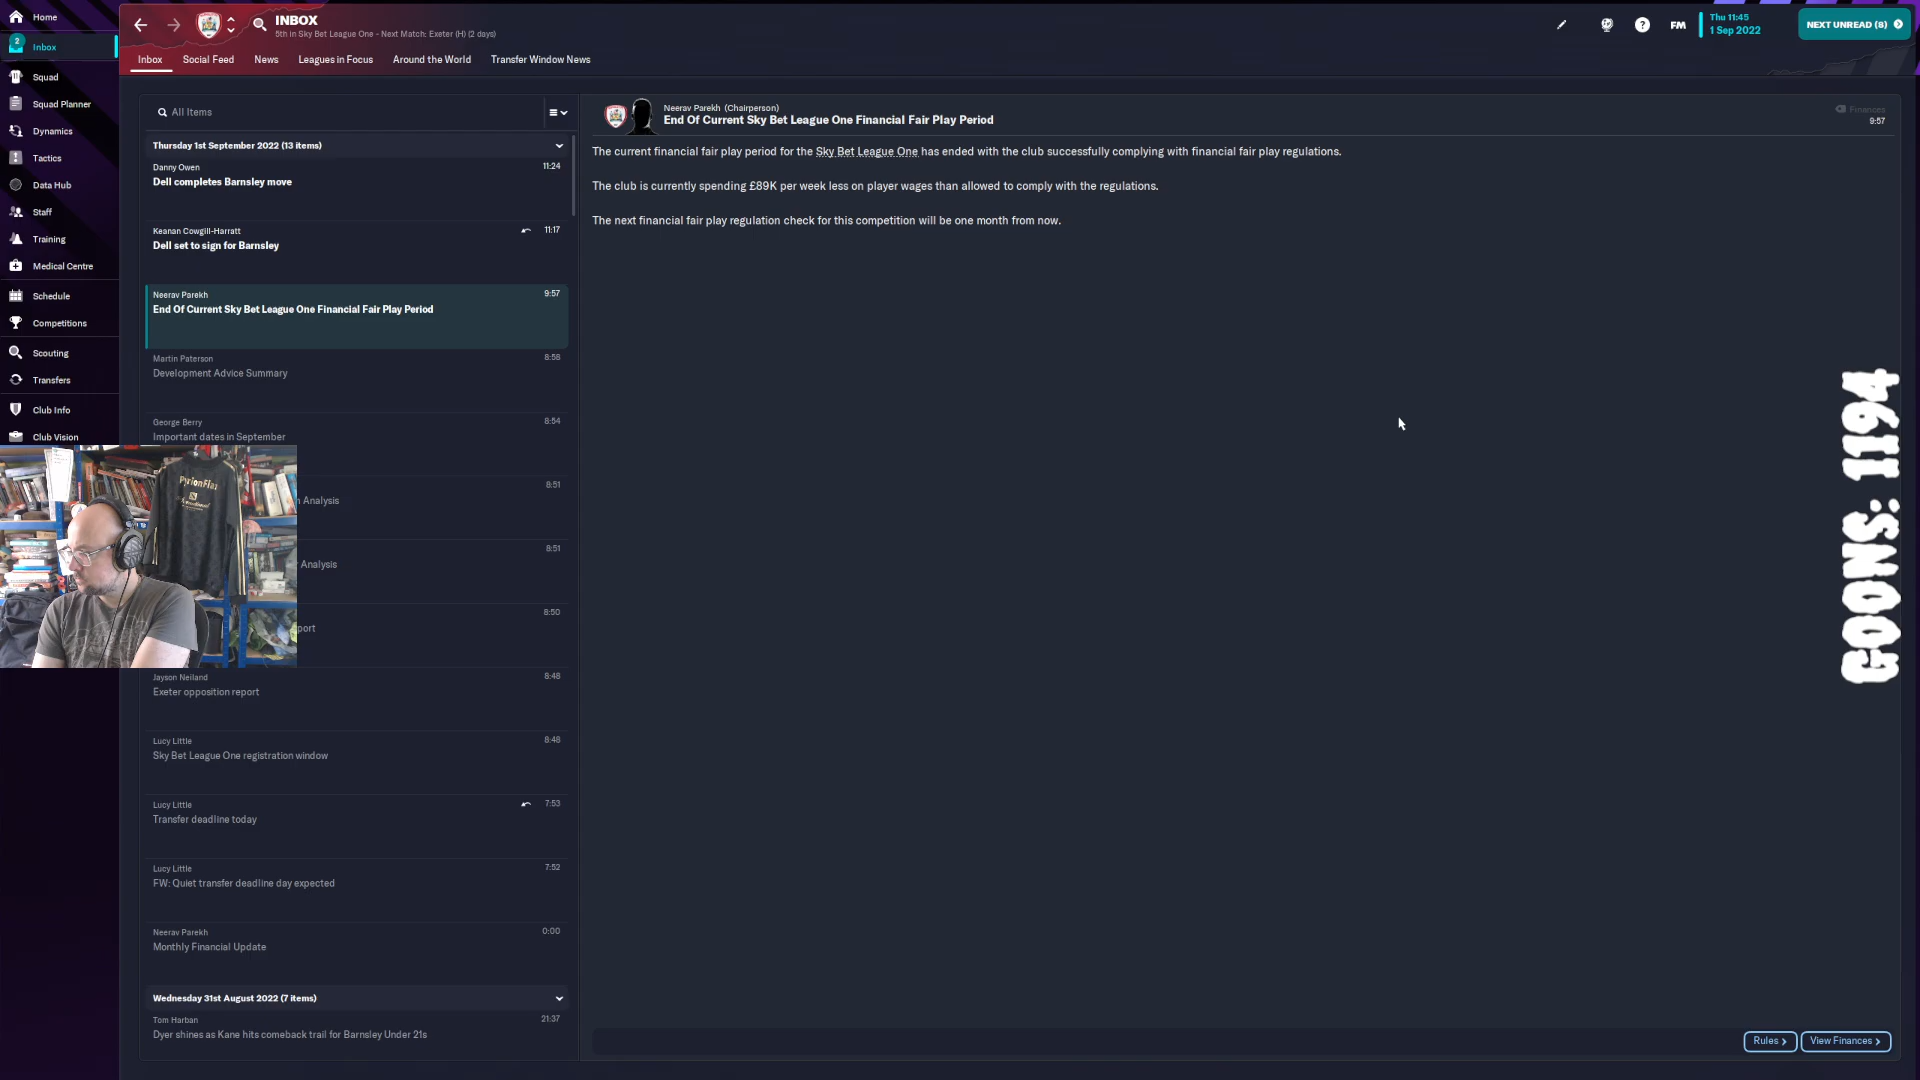 Home
2
Inbox
Squad
Squad Planner
Dynamics
Tactics
Data Hub
Staff
Training
Medical Centre
Schedule
Competitions
Scouting
Transfers
Club Info
Club Vision
INBOX
5th in Sky Bet League One - Next Match: Exeter (H) (2 days)
FM
Thu 11:45
1 Sep 2022
NEXT UNREAD (8)
Inbox
Social Feed
News
Leagues in Focus
Around the World
Transfer Window News
All Items
Thursday 1st September 2022 (13 items)
Danny Owen 11:24
Dell completes Barnsley move
Keanan Cowgill-Harratt 11:17
Dell set to sign for Barnsley
Neerav Parekh 9:57
End Of Current Sky Bet League One Financial Fair Play Period
Martin Paterson 8:58
Development Advice Summary
George Berry 8:54
Important dates in September
8:51
n Analysis
8:51
Analysis
8:50
port
Jayson Neiland 8:48
Exeter opposition report
Lucy Little 8:48
Sky Bet League One registration window
Lucy Little 7:53
Transfer deadline today
Lucy Little 7:52
FW: Quiet transfer deadline day expected
Neerav Parekh 0:00
Monthly Financial Update
Wednesday 31st August 2022 (7 items)
Tom Harban 21:37
Dyer shines as Kane hits comeback trail for Barnsley Under 21s
Neerav Parekh (Chairperson)
End Of Current Sky Bet League One Financial Fair Play Period
Finances
9:57
The current financial fair play period for the Sky Bet League One has ended with the club successfully complying with financial fair play regulations.
The club is currently spending £89K per week less on player wages than allowed to comply with the regulations.
The next financial fair play regulation check for this competition will be one month from now.
Rules
View Finances
GOONS: 1194
PyrionFlax